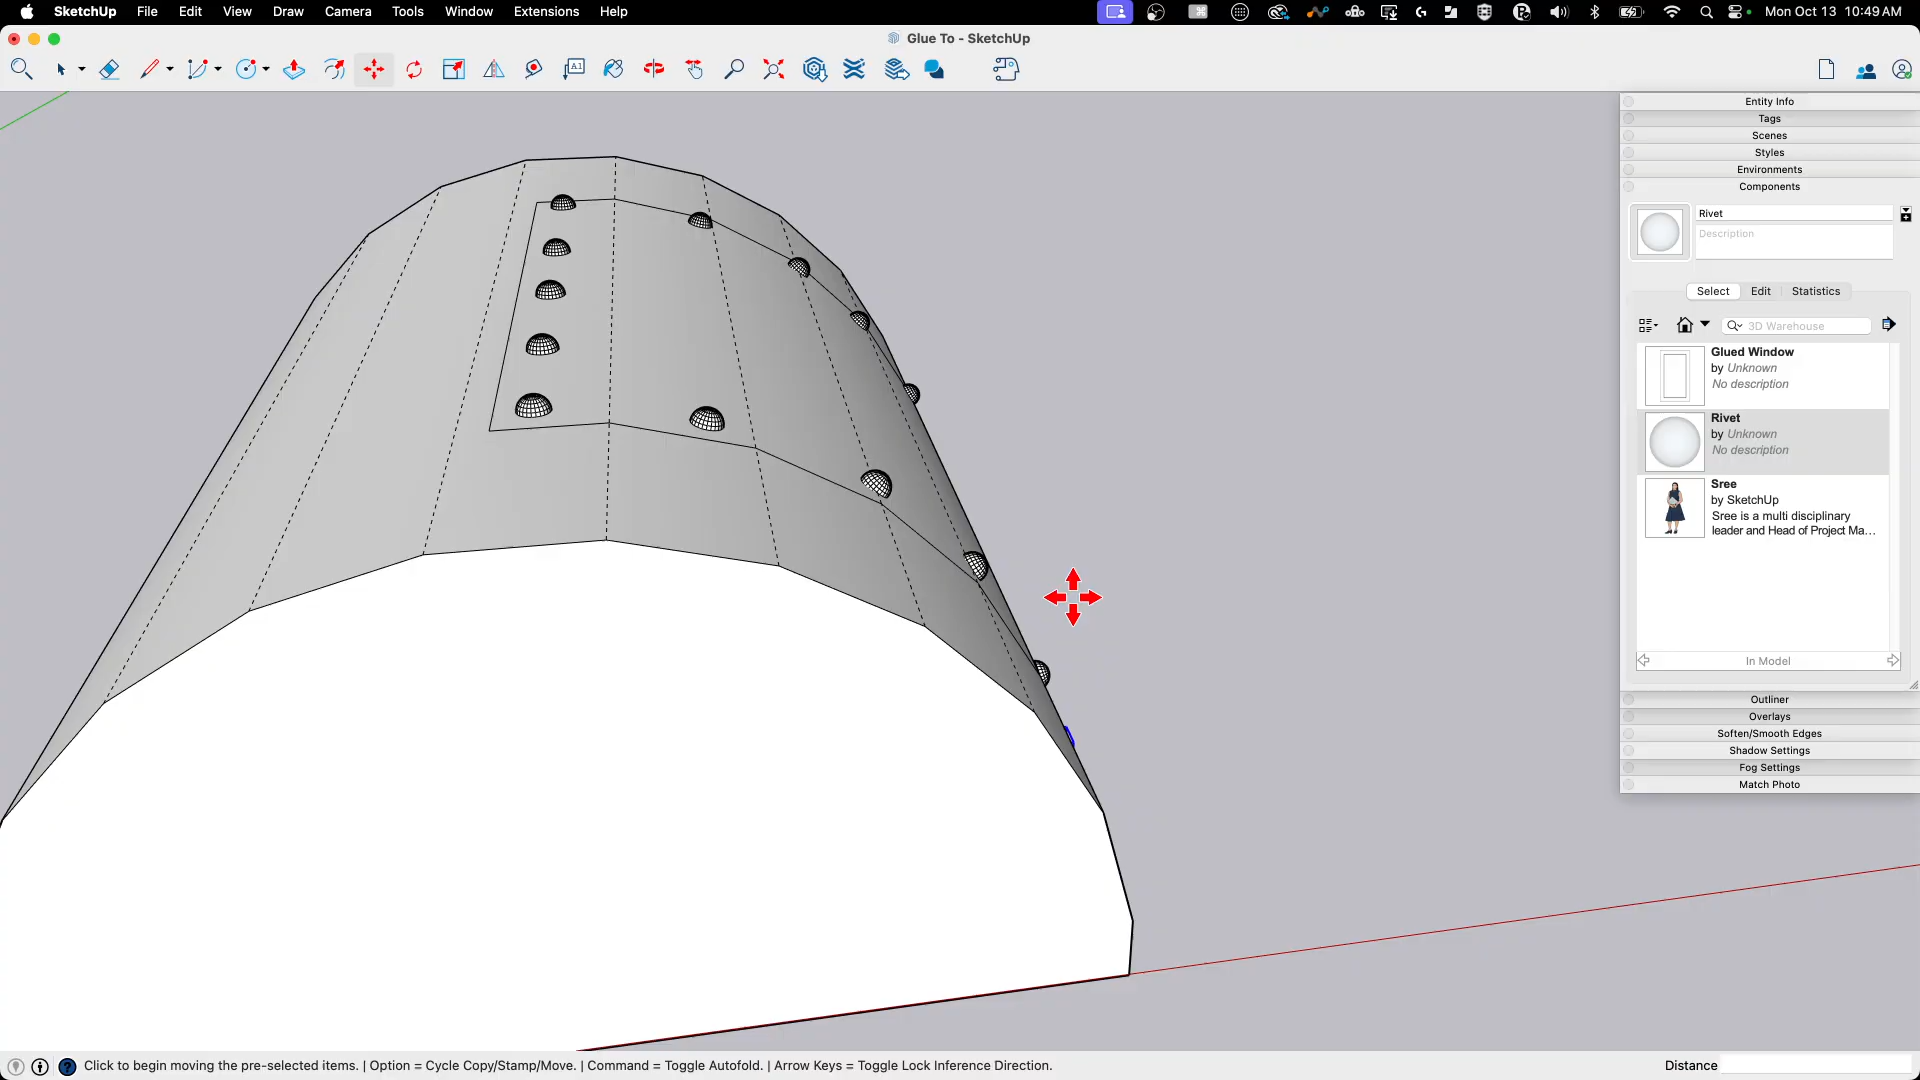 SketchUp File Edit View Draw Camera Tools Window Extensions Help Mon Oct 13 10:49 AM
Glue To - SketchUp
A1
Entity Info
Tags
Scenes
Styles
Environments
Components
Rivet
Description
Select Edit Statistics
3D Warehouse
Glued Window
by Unknown
No description
Rivet
by Unknown
No description
Sree
by SketchUp
Sree is a multi disciplinary
leader and Head of Project Ma...
In Model
Outliner
Overlays
Soften/Smooth Edges
Shadow Settings
Fog Settings
Match Photo
Click to begin moving the pre-selected items. | Option = Cycle Copy/Stamp/Move. | Command = Toggle Autofold. | Arrow Keys = Toggle Lock Inference Direction. Distance